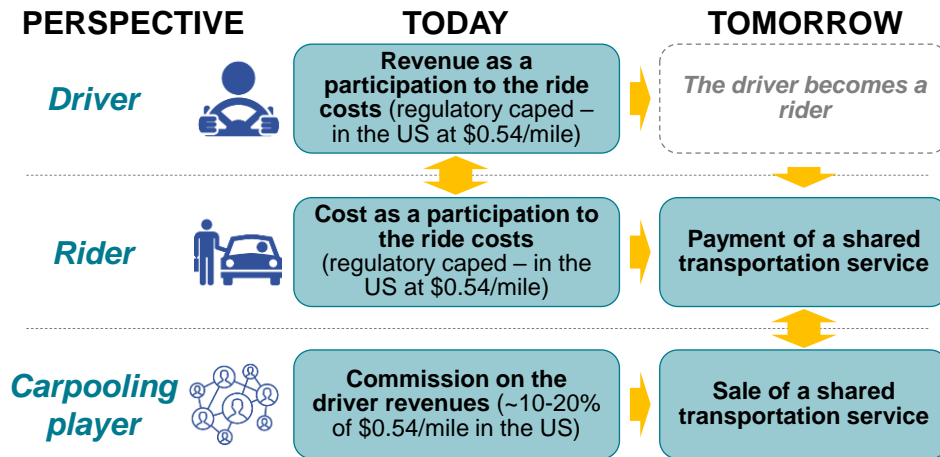 PERSPECTIVE TODAY TOMORROW
Driver
Revenue as a
participation to the ride
costs (regulatory caped –
in the US at $0.54/mile)
The driver becomes a
rider
Rider
Cost as a participation to
the ride costs
(regulatory caped – in the
US at $0.54/mile)
Payment of a shared
transportation service
Carpooling
player
Commission on the
driver revenues (~10-20%
of $0.54/mile in the US)
Sale of a shared
transportation service